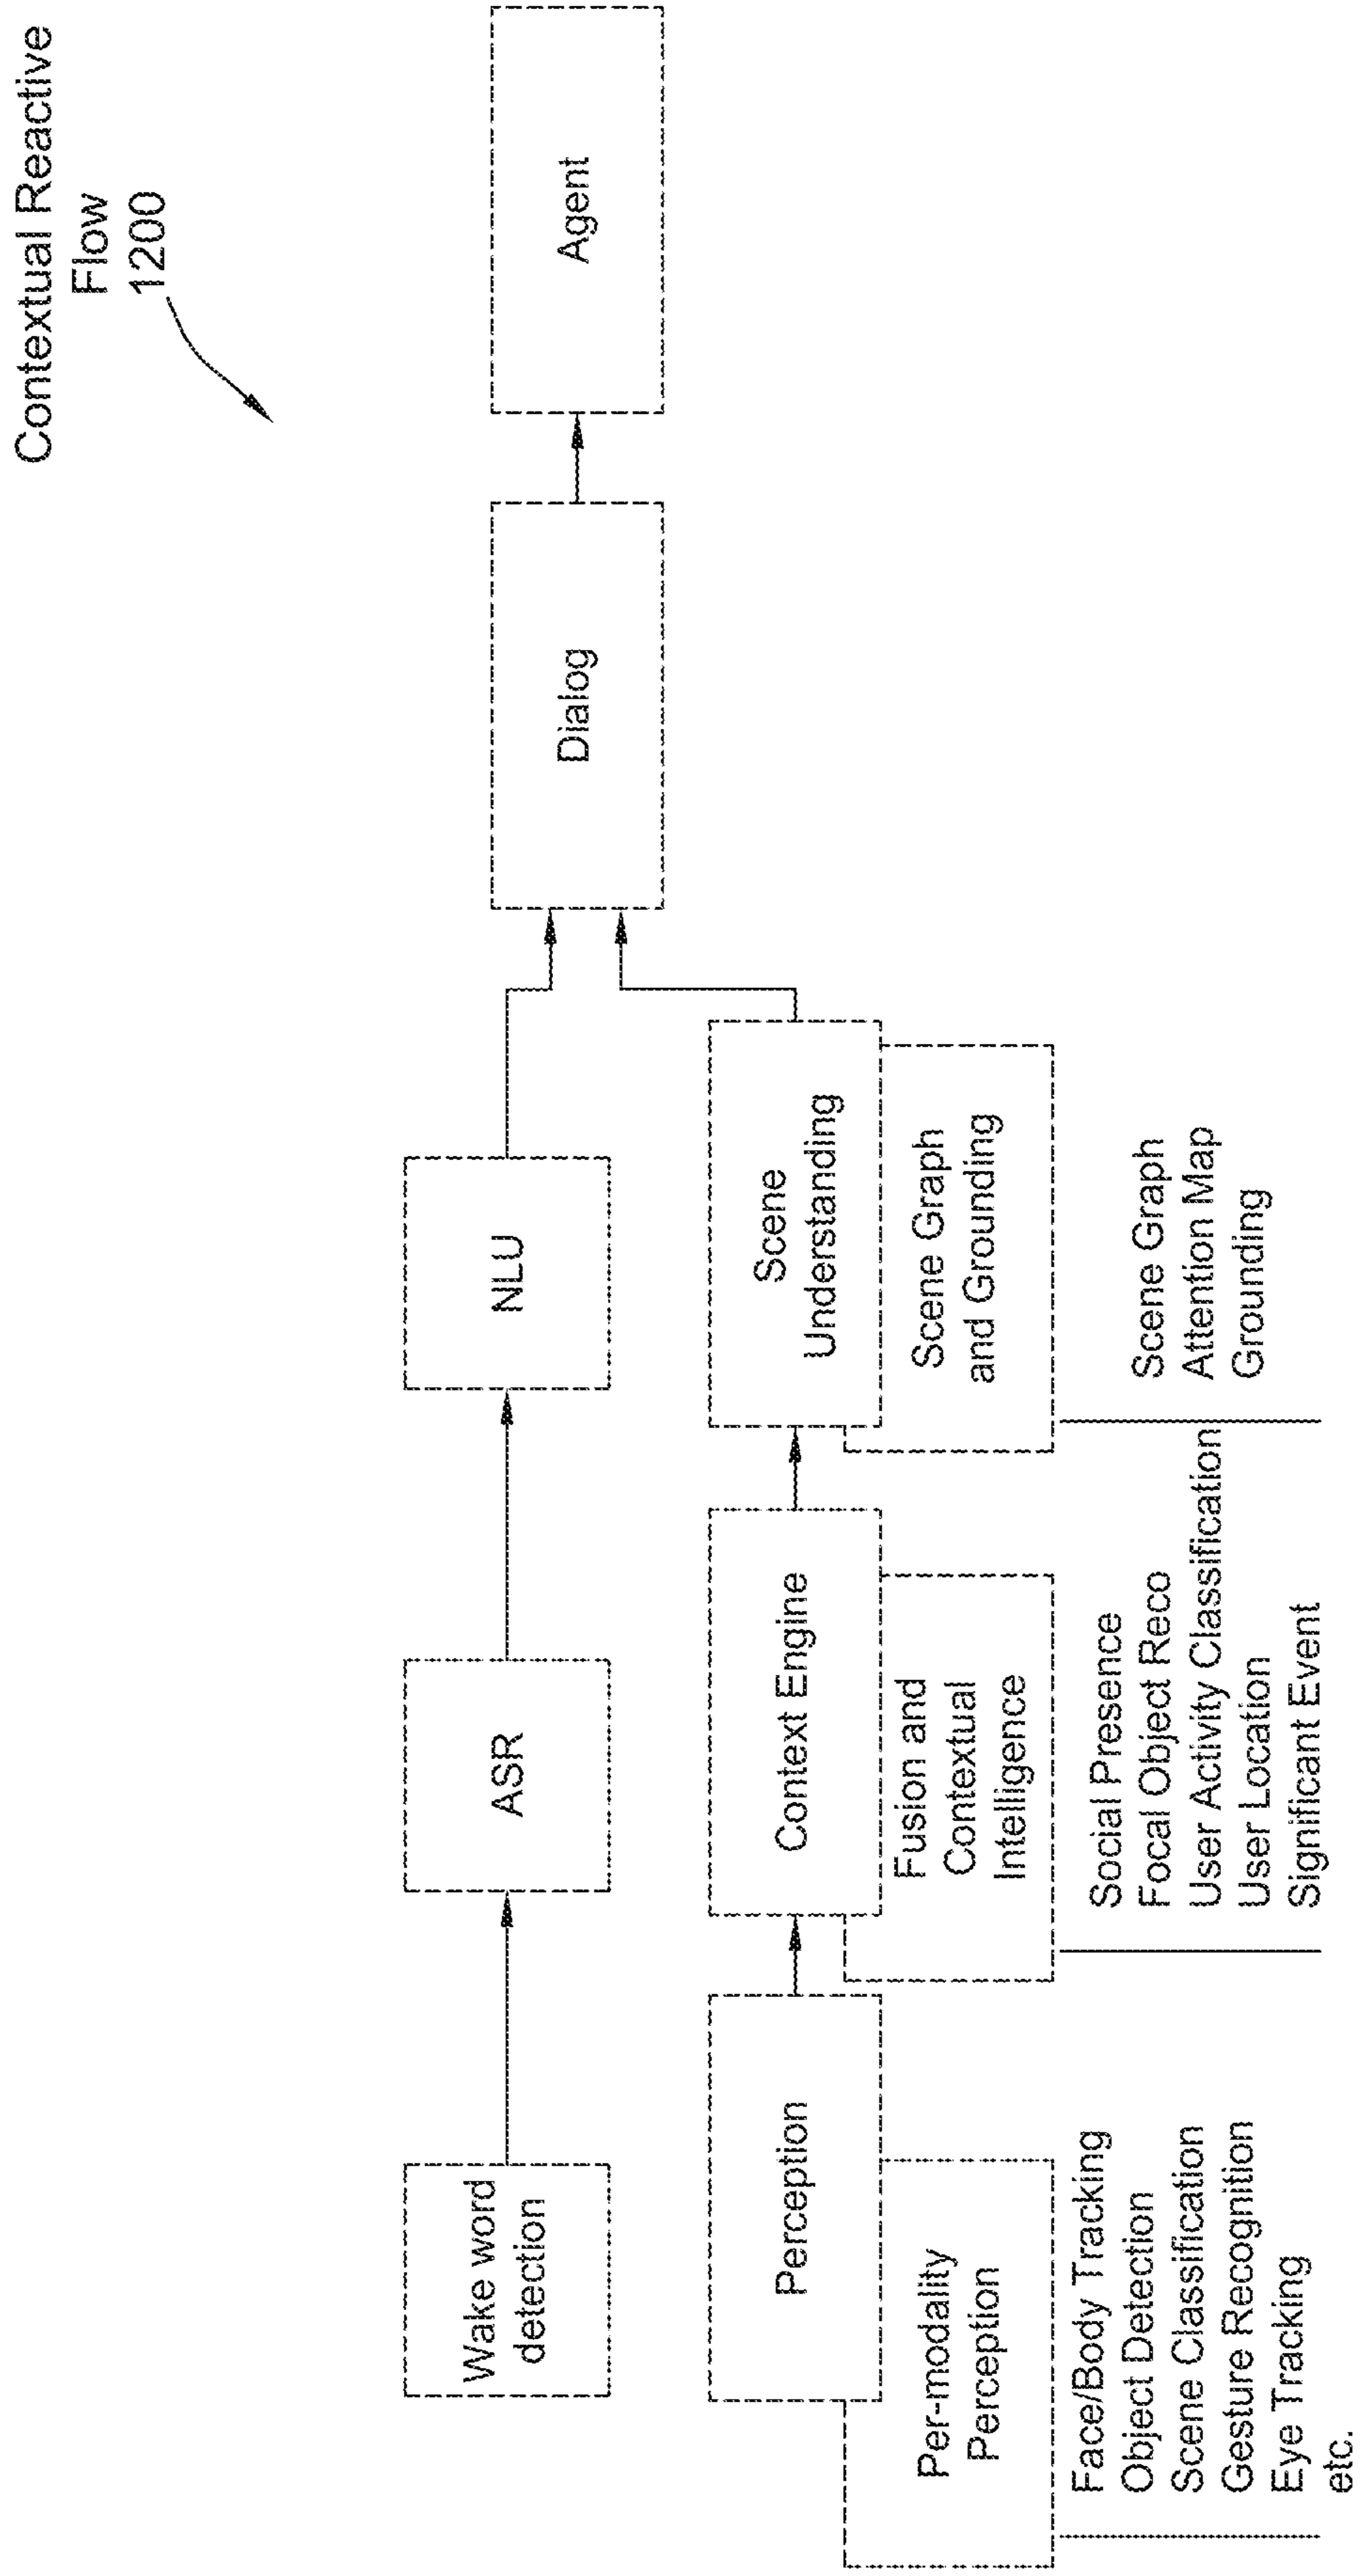 Contextual Reactive
Flow
1200
Wake word
detection
ASR
NLU
Dialog
Agent
Perception
Per-modality
Perception
Face/Body Tracking
Object Detection
Scene Classification
Gesture Recognition
Eye Tracking
etc.
Context Engine
Fusion and
Contextual
Intelligence
Social Presence
Focal Object Reco
User Activity Classification
User Location
Significant Event
Scene
Understanding
Scene Graph
and Grounding
Scene Graph
Attention Map
Grounding